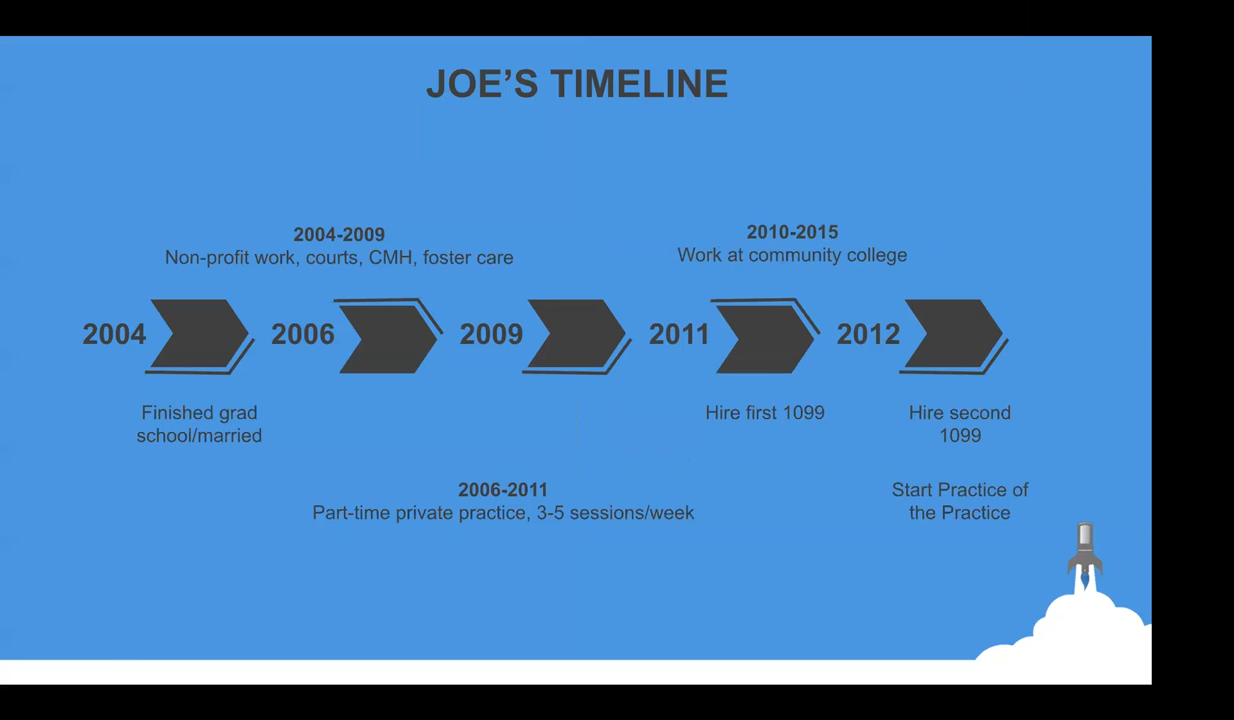 JOE'S TIMELINE
2004-2009
Non-profit work, courts, CMH, foster care
2010-2015
Work at community college
2004
2006
2009
2011
2012
Finished grad
school/married
Hire first 1099
Hire second
1099
2006-2011
Part-time private practice, 3-5 sessions/week
Start Practice of
the Practice